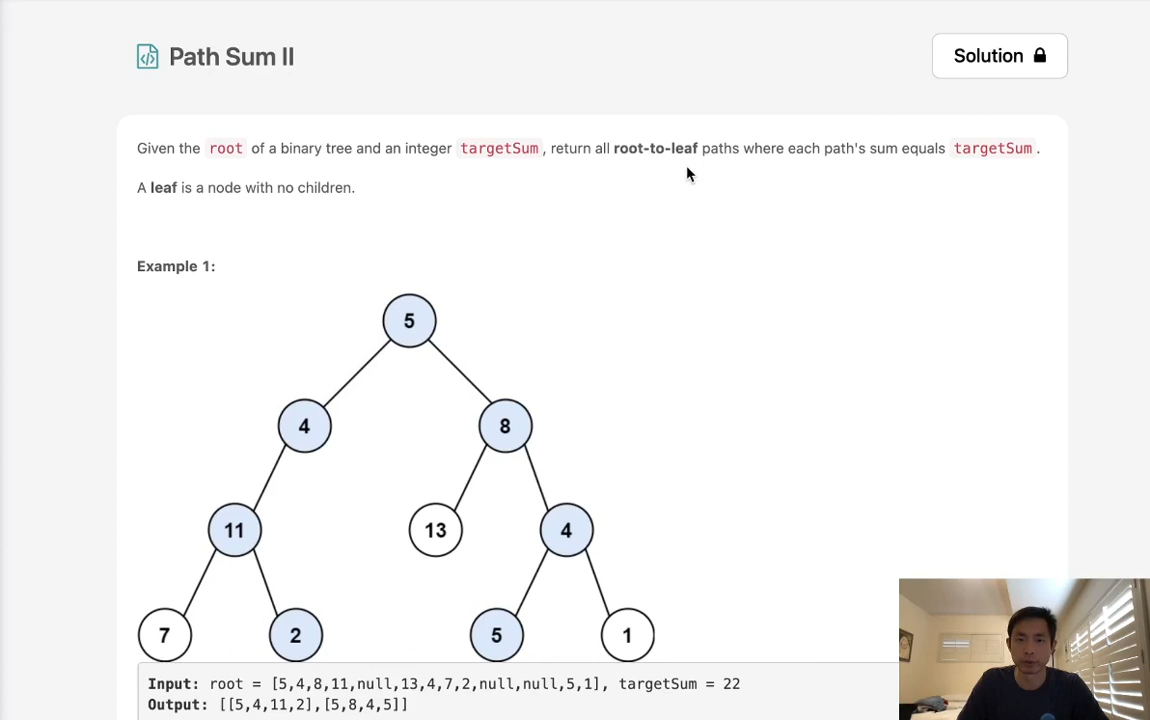 Path Sum II
Solution
Given the root of a binary tree and an integer targetSum, return all root-to-leaf paths where each path's sum equals targetSum.
A leaf is a node with no children.
Example 1:
5
4 8
11 13 4
7 2 5 1
Input: root = [5,4,8,11,null,13,4,7,2,null,null,5,1], targetSum = 22
Output: [[5,4,11,2],[5,8,4,5]]